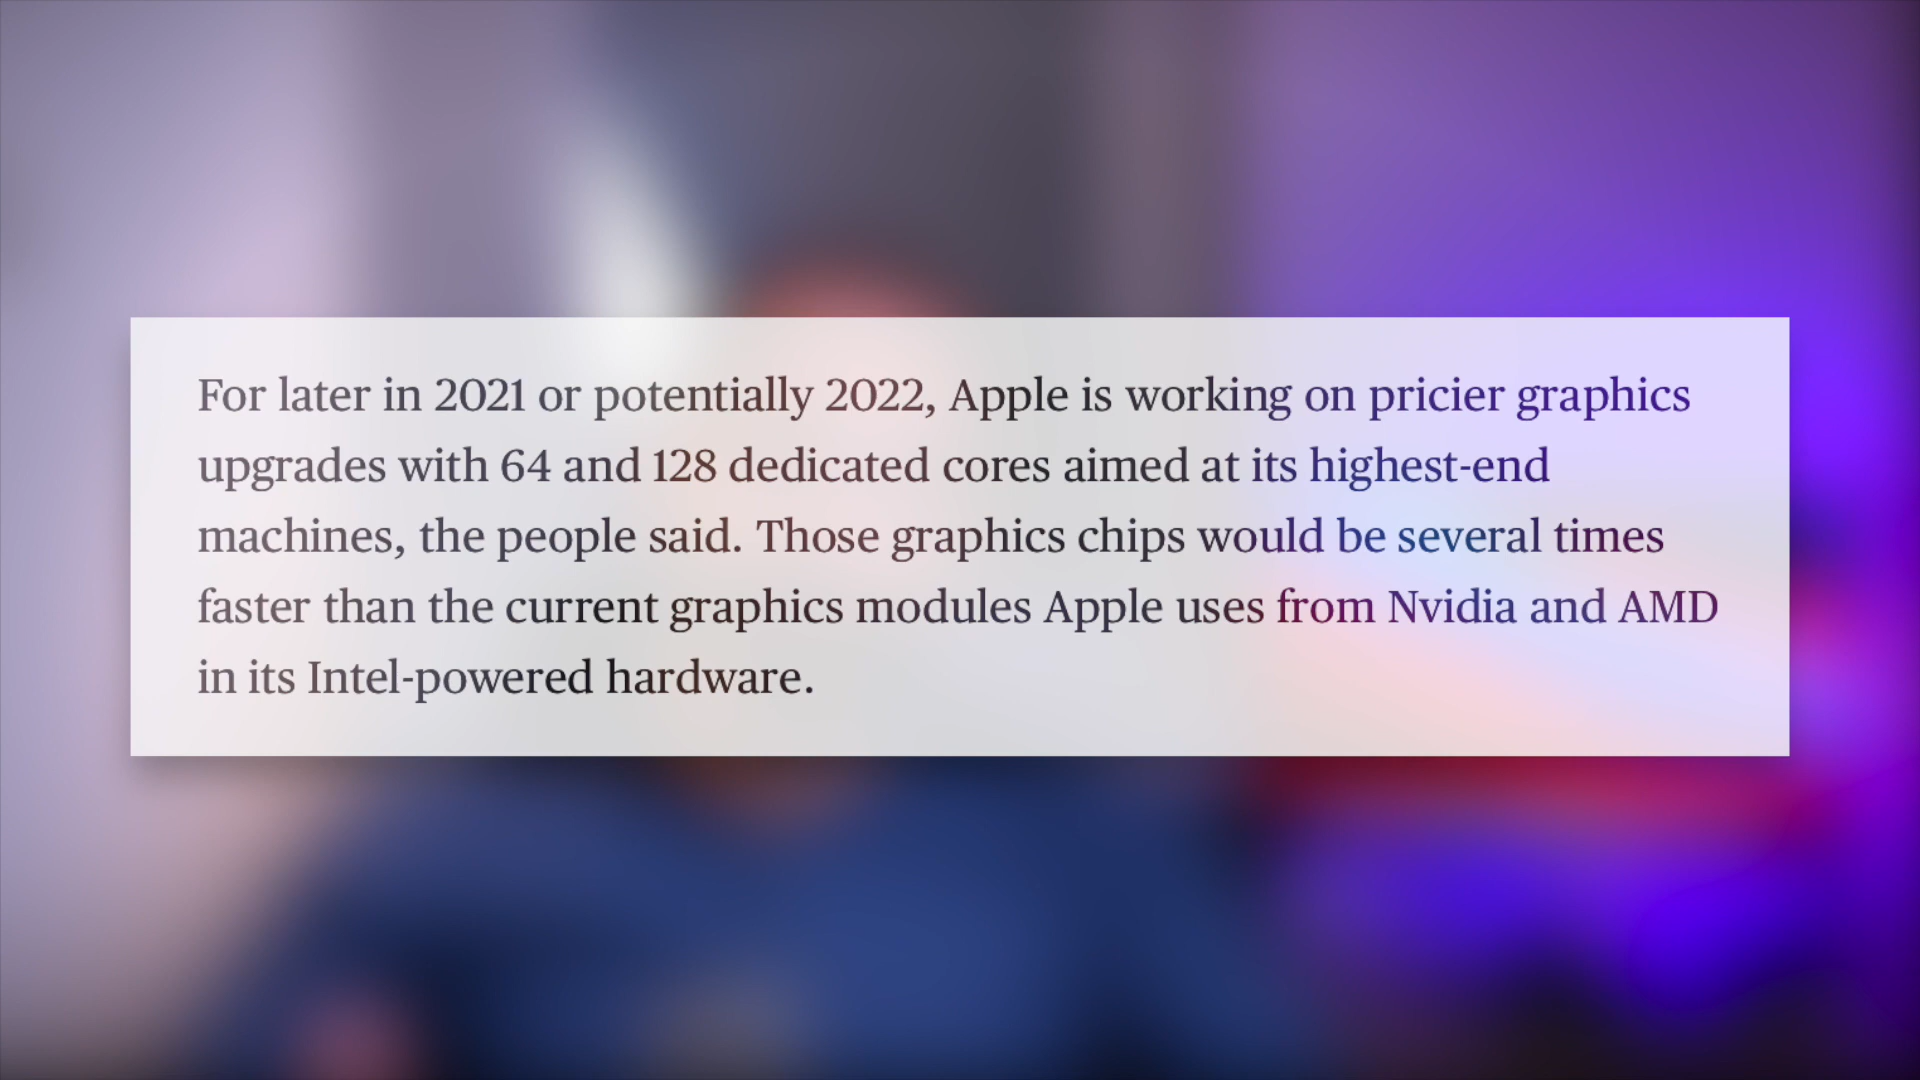 For later in 2021 or potentially 2022, Apple is working on pricier graphics
upgrades with 64 and 128 dedicated cores aimed at its highest-end
machines, the people said. Those graphics chips would be several times
faster than the current graphics modules Apple uses from Nvidia and AMD
in its Intel-powered hardware.